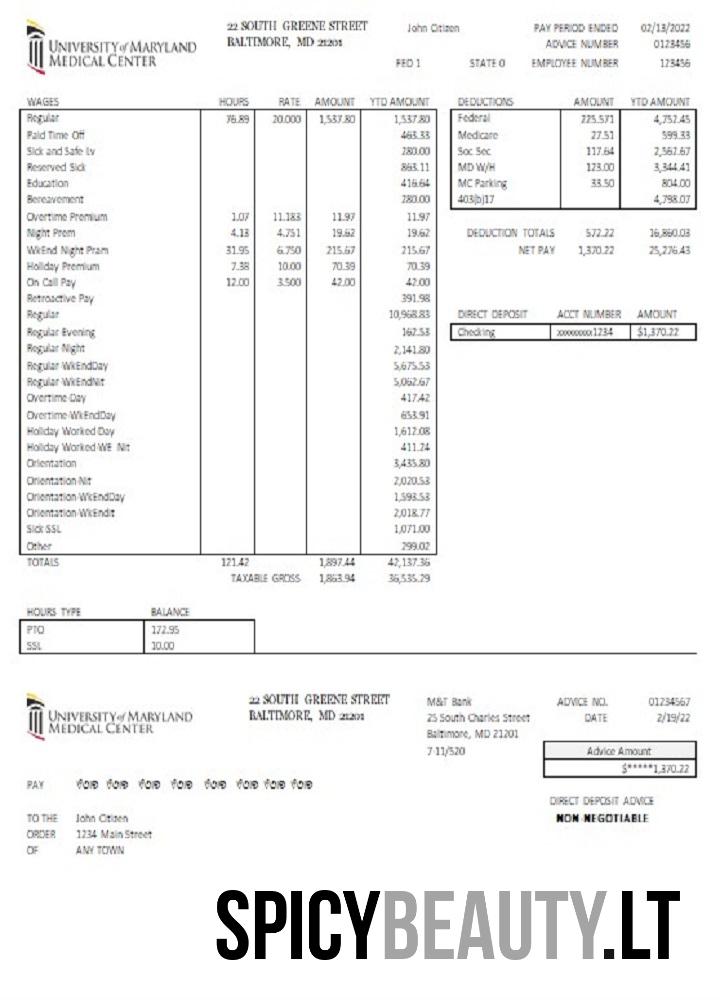 UNIVERSITY of MARYLAND
MEDICAL CENTER
22 SOUTH GREENE STREET
BALTIMORE, MD 21201
John Citizen
FED 1 STATE 0
PAY PERIOD ENDED 02/13/2022
ADVICE NUMBER 0123456
EMPLOYEE NUMBER 123456
WAGES HOURS RATE AMOUNT YTD AMOUNT
Regular 76.89 20.000 1,537.80 1,537.80
Paid Time Off 463.33
Sick and Safe Lv 280.00
Reserved Sick 863.11
Education 416.64
Bereavement 280.00
Overtime Premium 1.07 11.183 11.97 11.97
Night Prem 4.13 4.751 19.62 19.62
WkEnd Night Pram 31.95 6.750 215.67 215.67
Holiday Premium 7.38 10.00 70.39 70.39
On Call Pay 12.00 3.500 42.00 42.00
Retroactive Pay 391.98
Regular 10,968.83
Regular Evening 162.53
Regular Night 2,141.80
Regular-WkEndDay 5,675.53
Regular-WkEndNit 5,062.67
Overtime-Day 417.42
Overtime-WkEndDay 653.91
Holiday Worked-Day 1,612.08
Holiday Worked-WE Nit 411.24
Orientation 3,435.80
Orientation-Nit 2,020.53
Orientation-WkEndDay 1,593.53
Orientation-WkEndit 2,018.77
Sick-SSL 1,071.00
Other 299.02
TOTALS 121.42 1,897.44 42,137.36
TAXABLE GROSS 1,863.94 36,535.29
DEDUCTIONS AMOUNT YTD AMOUNT
Federal 225.571 4,752.45
Medicare 27.51 599.33
Soc Sec 117.64 2,562.67
MD W/H 123.00 3,344.41
MC Parking 33.50 804.00
403(b)17 4,798.07
DEDUCTION TOTALS 572.22 16,860.03
NET PAY 1,370.22 25,276.43
DIRECT DEPOSIT ACCT NUMBER AMOUNT
Checking xxxxxxxxx1234 $1,370.22
HOURS TYPE BALANCE
PTO 172.95
SSL 10.00
UNIVERSITY of MARYLAND
MEDICAL CENTER
22 SOUTH GREENE STREET
BALTIMORE, MD 21201
M&T Bank
25 South Charles Street
Baltimore, MD 21201
7-11/520
ADVICE NO. 01234567
DATE 2/19/22
Advice Amount
$*****1,370.22
PAY VOID VOID VOID VOID VOID VOID VOID VOID
DIRECT DEPOSIT ADVICE
NON-NEGOTIABLE
TO THE John Citizen
ORDER 1234 Main Street
OF ANY TOWN
SPICYBEAUTY.LT